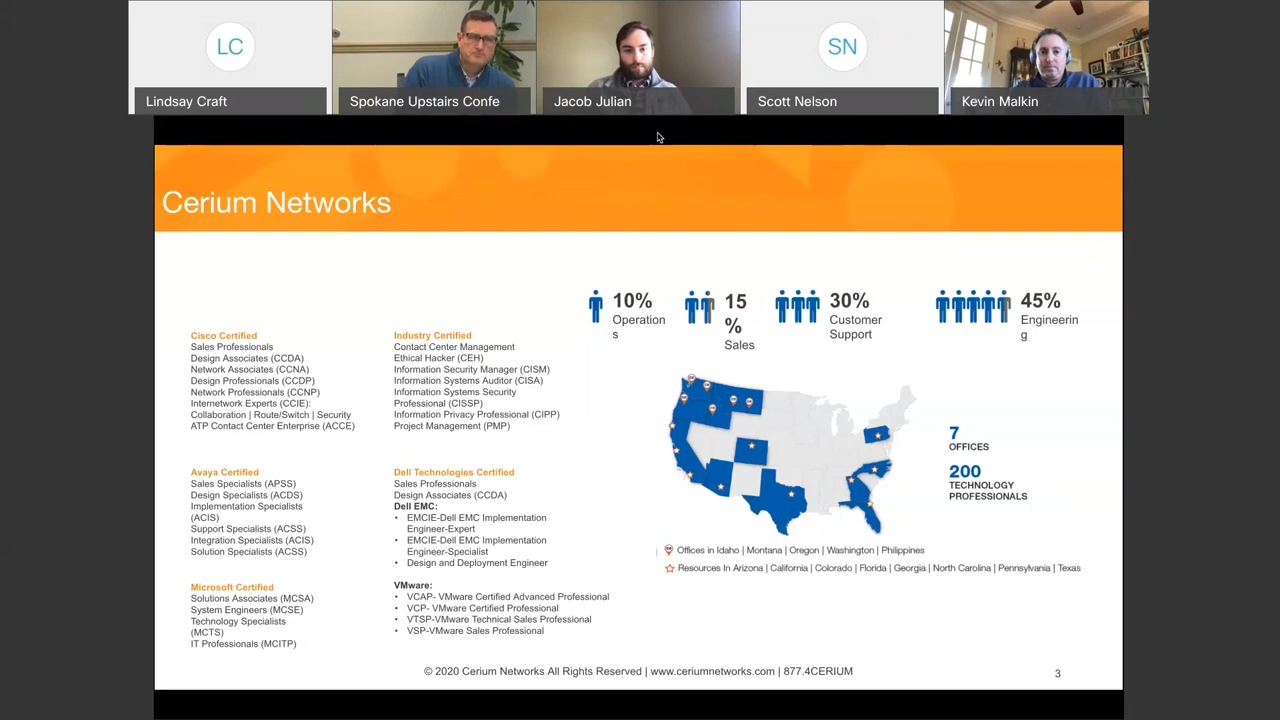 LC
SN
Lindsay Craft
Spokane Upstairs Confe
Jacob Julian
Scott Nelson
Kevin Malkin
Cerium Networks
10%
Operation
s
15
%
Sales
30%
Customer
Support
45%
Engineerin
g
Cisco Certified
Sales Professionals
Design Associates (CCDA)
Network Associates (CCNA)
Design Professionals (CCDP)
Network Professionals (CCNP)
Internetwork Experts (CCIE):
Collaboration | Route/Switch | Security
ATP Contact Center Enterprise (ACCE)
Industry Certified
Contact Center Management
Ethical Hacker (CEH)
Information Security Manager (CISM)
Information Systems Auditor (CISA)
Information Systems Security
Professional (CISSP)
Information Privacy Professional (CIPP)
Project Management (PMP)
Avaya Certified
Sales Specialists (APSS)
Design Specialists (ACDS)
Implementation Specialists
(ACIS)
Support Specialists (ACSS)
Integration Specialists (ACIS)
Solution Specialists (ACSS)
Dell Technologies Certified
Sales Professionals
Design Associates (CCDA)
Dell EMC:
• EMCIE-Dell EMC Implementation
Engineer-Expert
• EMCIE-Dell EMC Implementation
Engineer-Specialist
• Design and Deployment Engineer
Microsoft Certified
Solutions Associates (MCSA)
System Engineers (MCSE)
Technology Specialists
(MCTS)
IT Professionals (MCITP)
VMware:
• VCAP- VMware Certified Advanced Professional
• VCP- VMware Certified Professional
• VTSP-VMware Technical Sales Professional
• VSP-VMware Sales Professional
7
OFFICES
200
TECHNOLOGY
PROFESSIONALS
Offices in Idaho | Montana | Oregon | Washington | Philippines
Resources In Arizona | California | Colorado | Florida | Georgia | North Carolina | Pennsylvania | Texas
© 2020 Cerium Networks All Rights Reserved | www.ceriumnetworks.com | 877.4CERIUM
3